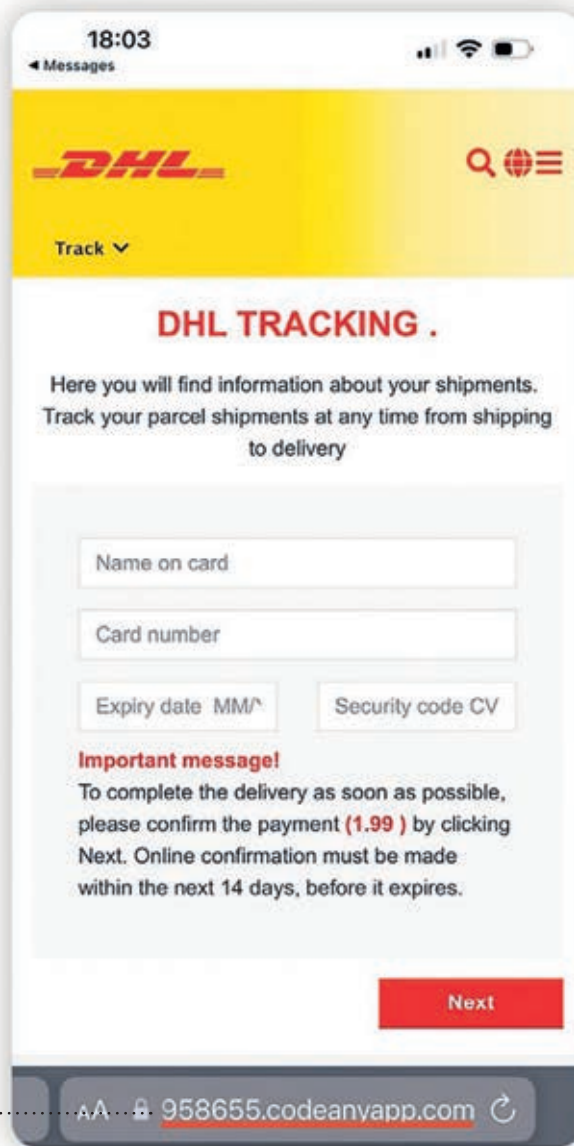 18:03
◀ Messages
DHL
Track
DHL TRACKING .
Here you will find information about your shipments.
Track your parcel shipments at any time from shipping
to delivery
Name on card
Card number
Expiry date MM/
Security code CV
Important message!
To complete the delivery as soon as possible,
please confirm the payment (1.99 ) by clicking
Next. Online confirmation must be made
within the next 14 days, before it expires.
Next
AA 958655.codeanyapp.com